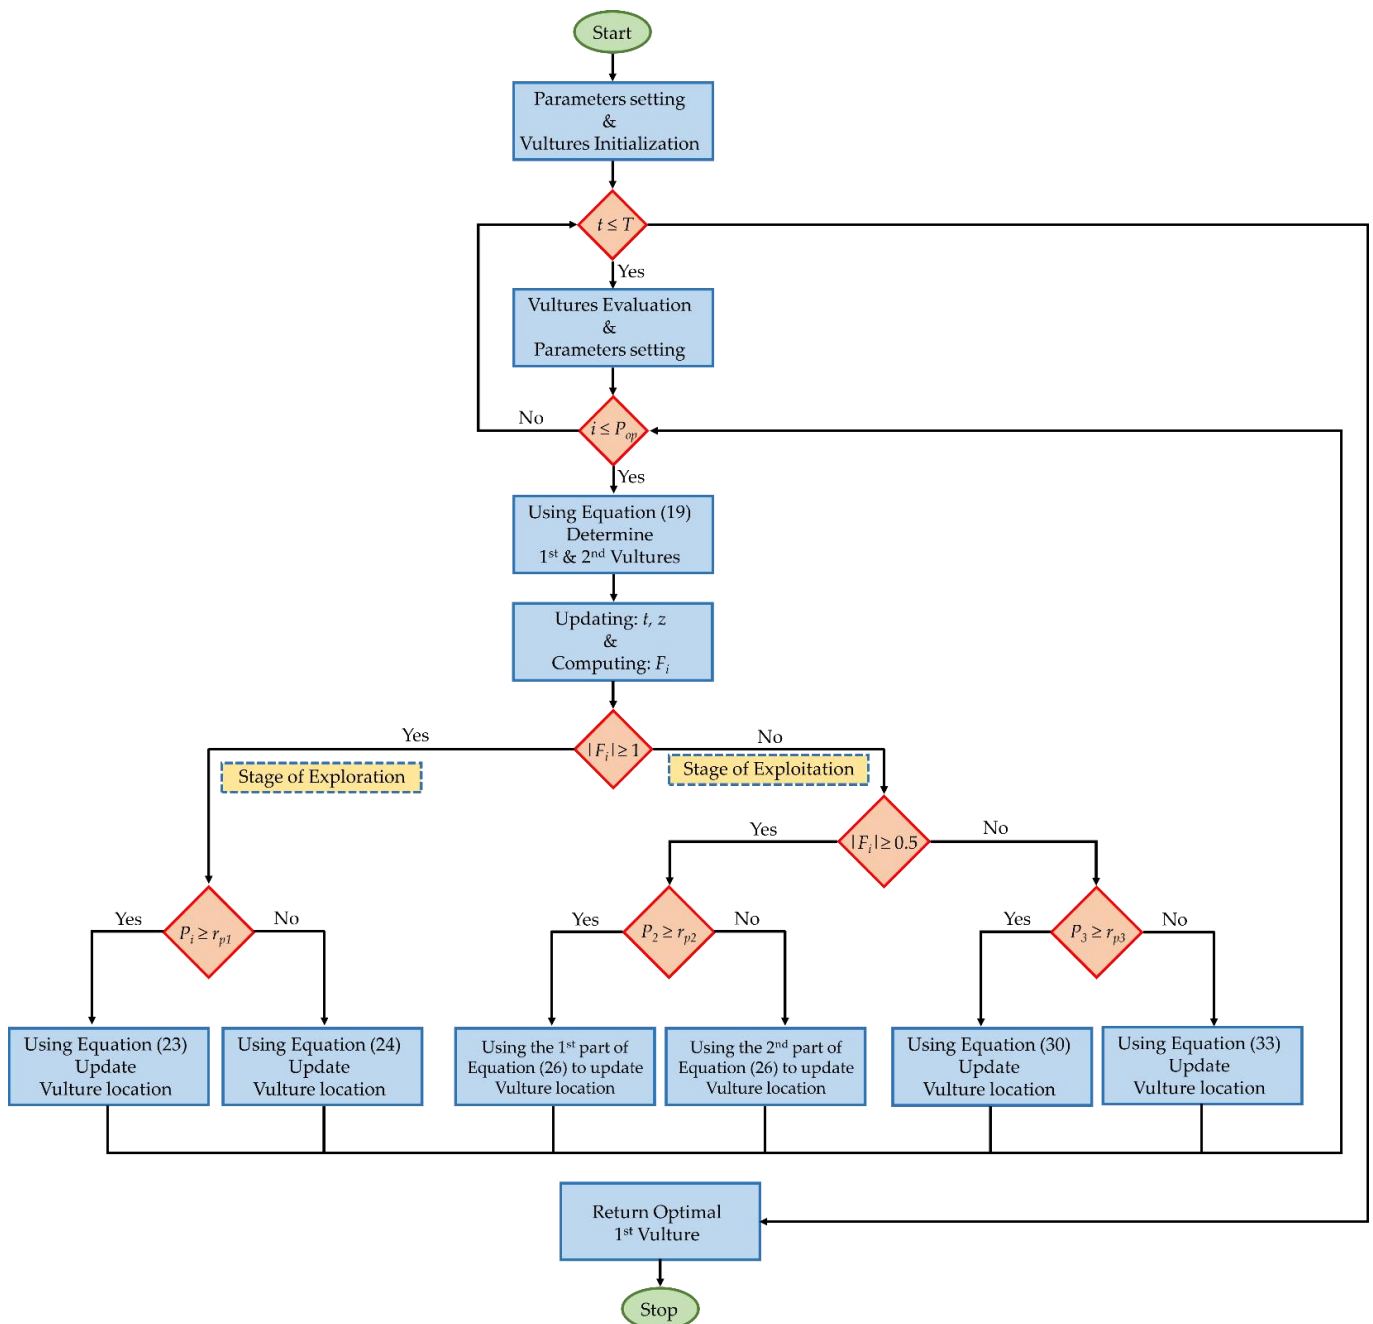 Start
Parameters setting
&
Vultures Initialization
t ≤ T
Yes
Vultures Evaluation
&
Parameters setting
No
i ≤ Pop
Yes
Using Equation (19)
Determine
1st & 2nd Vultures
Updating: t, z
&
Computing: Fi
Yes
|Fi| ≥ 1
No
Stage of Exploration
Stage of Exploitation
Yes
|Fi| ≥ 0.5
No
Yes
Pi ≥ rp1
No
Yes
P2 ≥ rp2
No
Yes
P3 ≥ rp3
No
Using Equation (23)
Update
Vulture location
Using Equation (24)
Update
Vulture location
Using the 1st part of
Equation (26) to update
Vulture location
Using the 2nd part of
Equation (26) to update
Vulture location
Using Equation (30)
Update
Vulture location
Using Equation (33)
Update
Vulture location
Return Optimal
1st Vulture
Stop